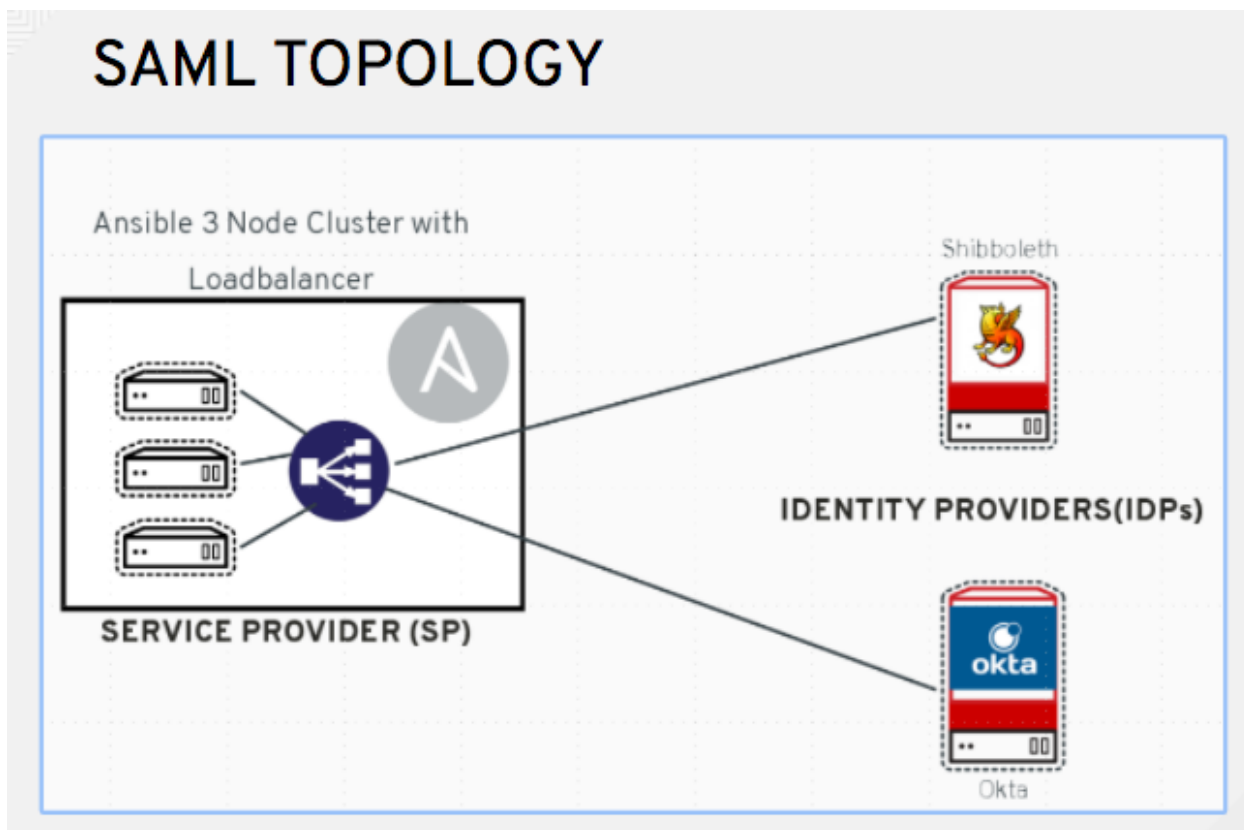 SAML TOPOLOGY
Ansible 3 Node Cluster with
Loadbalancer
SERVICE PROVIDER (SP)
Shibboleth
IDENTITY PROVIDERS(IDPs)
okta
Okta